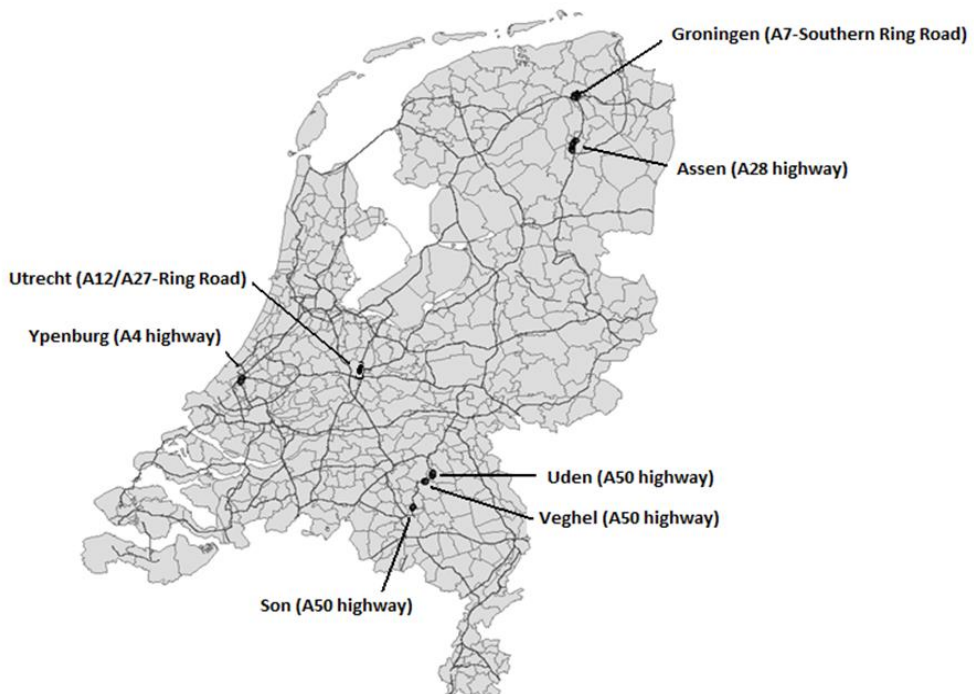 Groningen (A7-Southern Ring Road)
Assen (A28 highway)
Utrecht (A12/A27-Ring Road)
Ypenburg (A4 highway)
Uden (A50 highway)
Veghel (A50 highway)
Son (A50 highway)